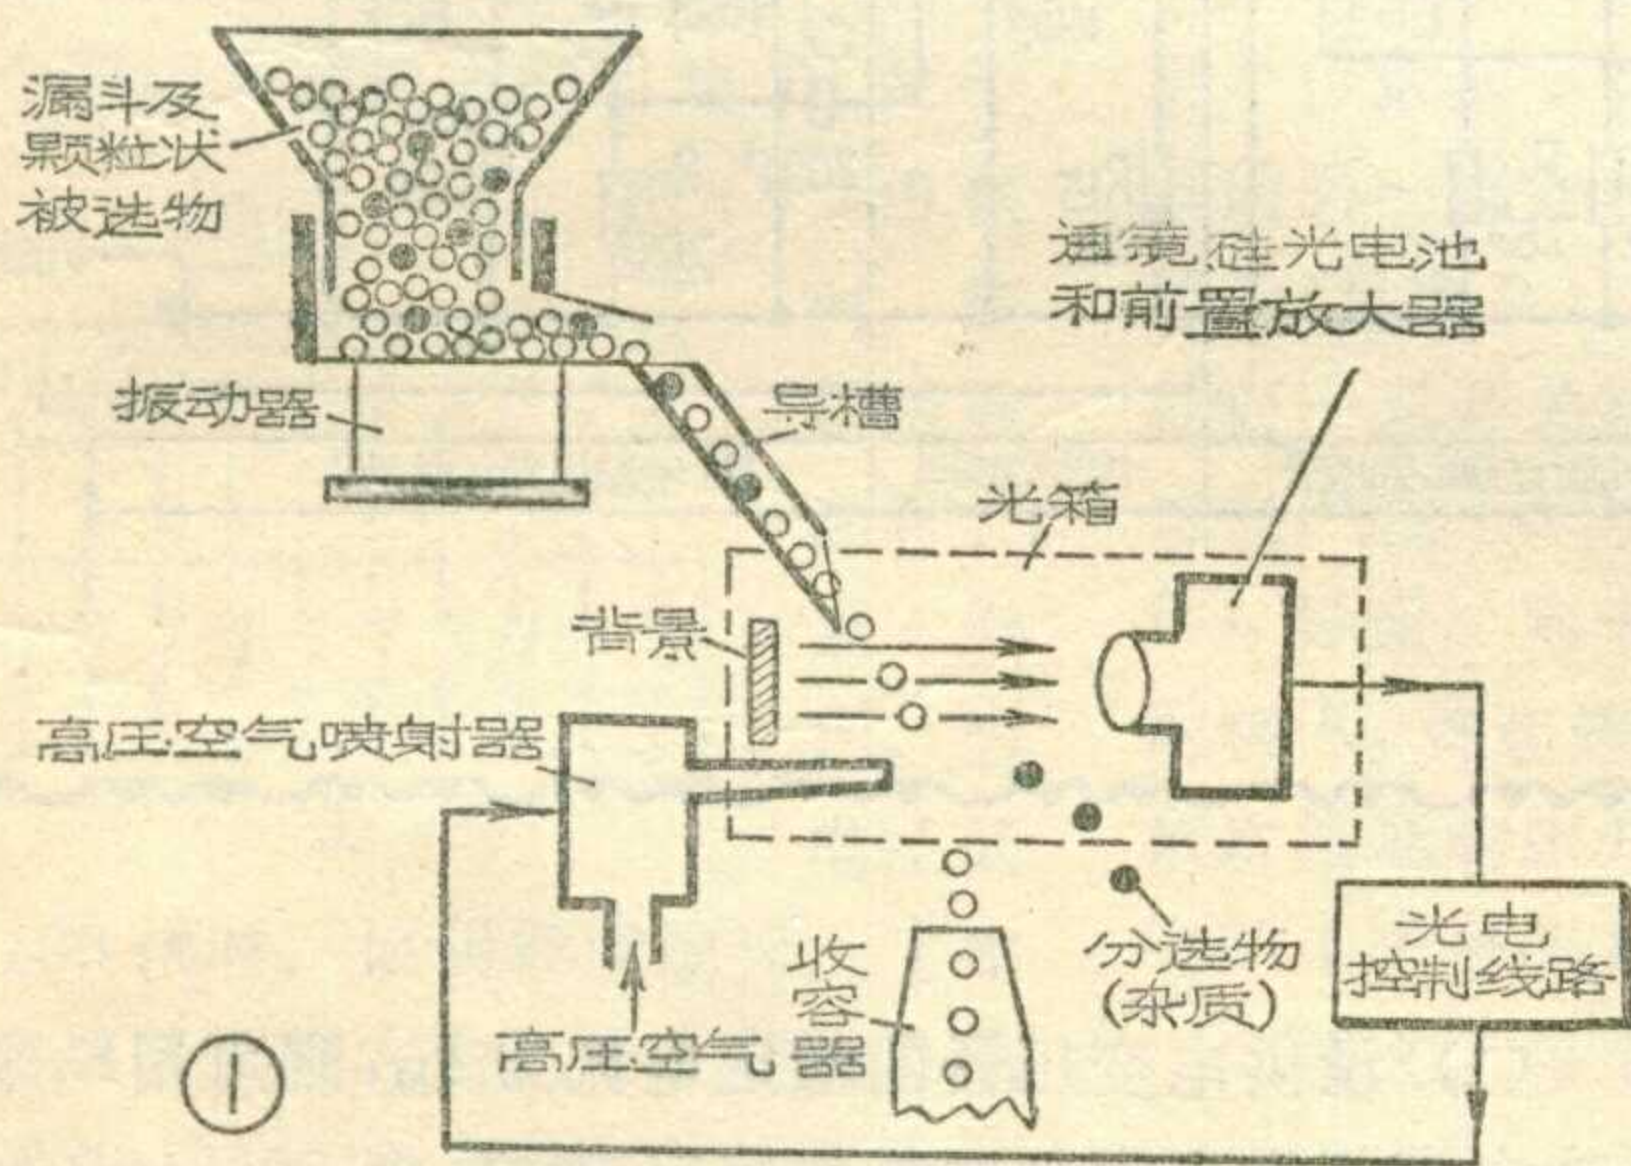 漏斗及
颗粒状
被选物
通镜 硅光电池
和前置放大器
振动器
导槽
光箱
背景
高压空气喷射器
光电
控制线路
分选物
(杂质)
收
容
器
高压空气
①